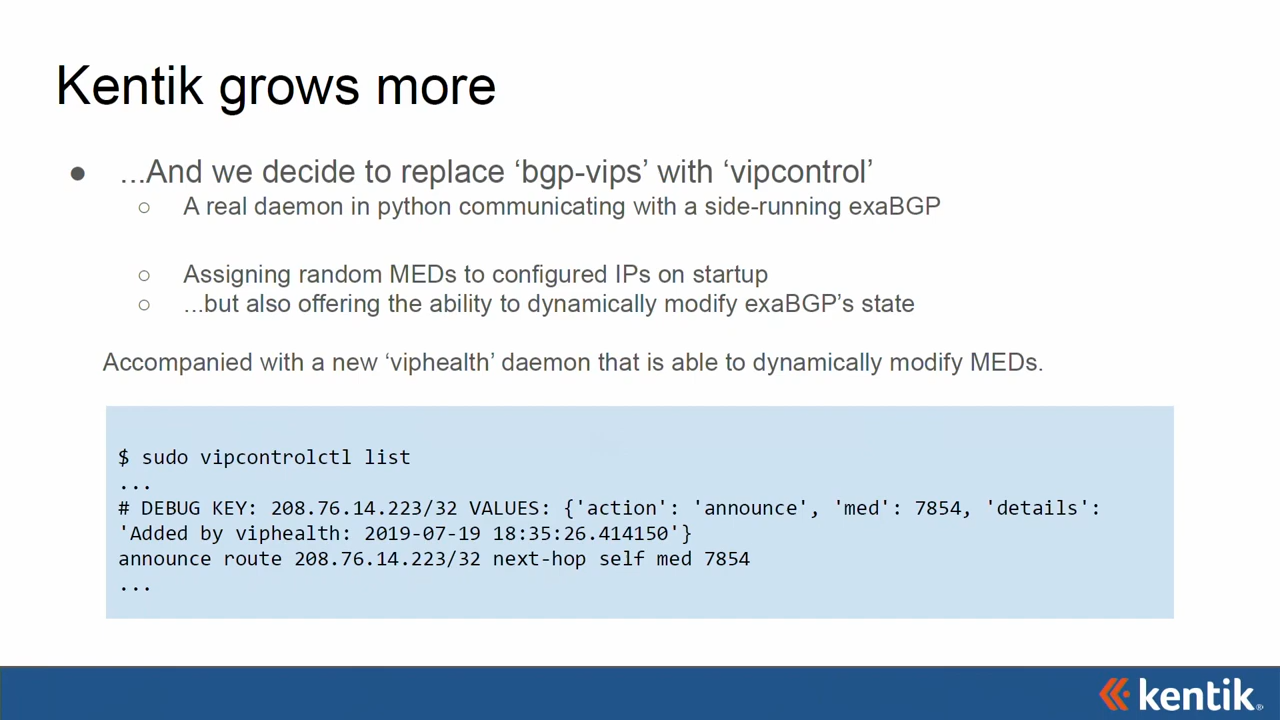 Kentik grows more
● ...And we decide to replace ‘bgp-vips’ with ‘vipcontrol’
○ A real daemon in python communicating with a side-running exaBGP
○ Assigning random MEDs to configured IPs on startup
○ ...but also offering the ability to dynamically modify exaBGP’s state
Accompanied with a new ‘viphealth’ daemon that is able to dynamically modify MEDs.
$ sudo vipcontrolctl list
...
# DEBUG KEY: 208.76.14.223/32 VALUES: {'action': 'announce', 'med': 7854, 'details':
'Added by viphealth: 2019-07-19 18:35:26.414150'}
announce route 208.76.14.223/32 next-hop self med 7854
...
kentik®